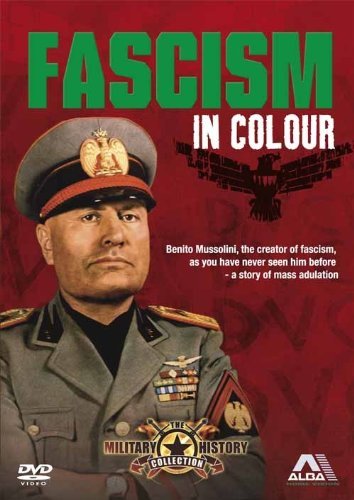 FASCISM
IN COLOUR
Benito Mussolini, the creator of fascism,
as you have never seen him before
- a story of mass adulation
THE
MILITARY HISTORY
COLLECTION
DVD
VIDEO
ALBA